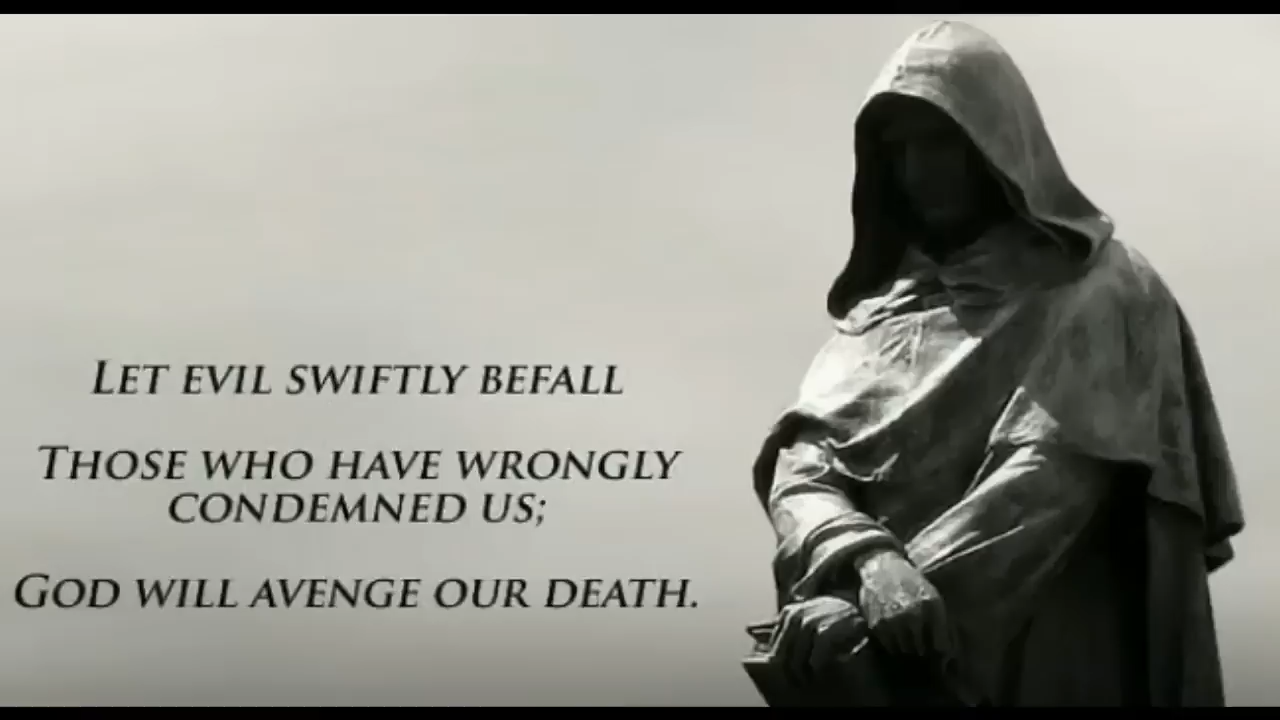 LET EVIL SWIFTLY BEFALL
THOSE WHO HAVE WRONGLY
CONDEMNED US;
GOD WILL AVENGE OUR DEATH.